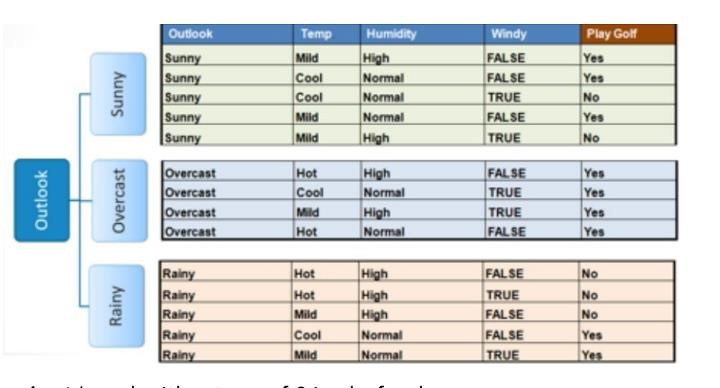 Outlook Temp Humidity Windy Play Golf
Sunny Mild High FALSE Yes
Sunny Cool Normal FALSE Yes
Sunny Cool Normal TRUE No
Sunny Mild Normal FALSE Yes
Sunny Mild High TRUE No
Sunny
Overcast Hot High FALSE Yes
Overcast Cool Normal TRUE Yes
Overcast Mild High TRUE Yes
Overcast Hot Normal FALSE Yes
Overcast
Outlook
Rainy Hot High FALSE No
Rainy Hot High TRUE No
Rainy Mild High FALSE No
Rainy Cool Normal FALSE Yes
Rainy Mild Normal TRUE Yes
Rainy